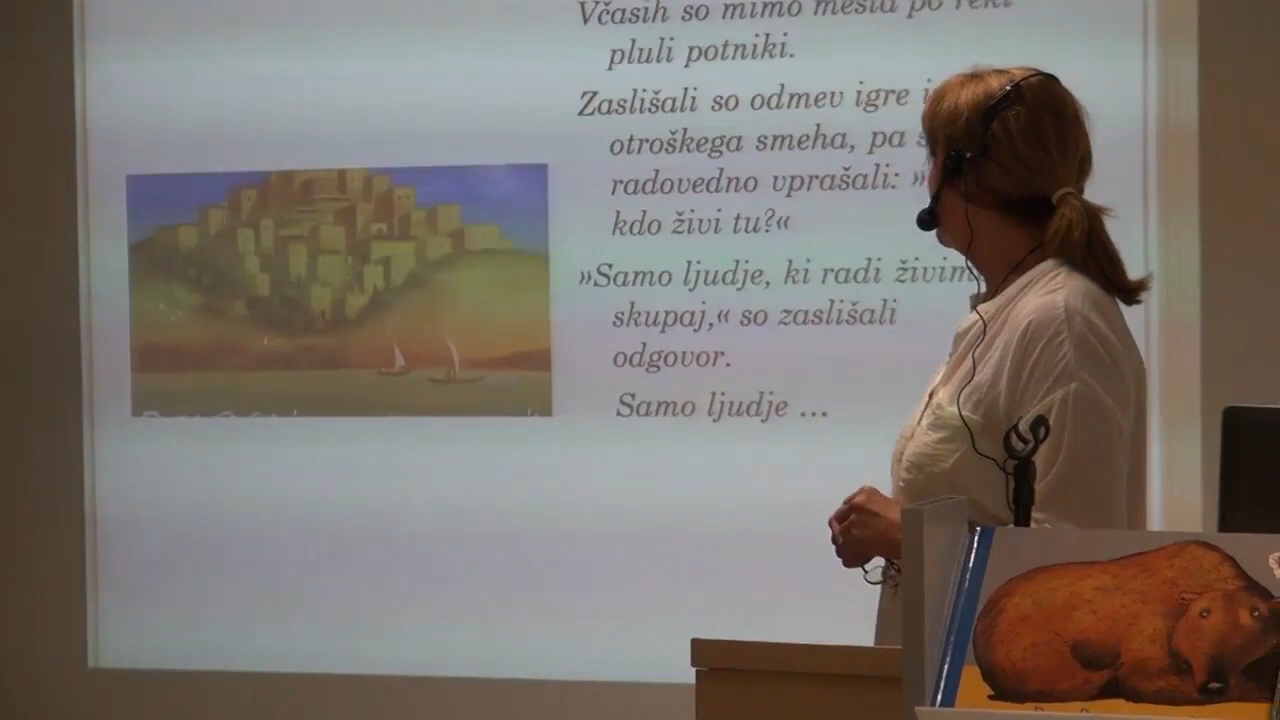 Včasih so mimo mesta po reki
pluli potniki.
Zaslišali so odmev igre
otroškega smeha, pa
radovedno vprašali: »
kdo živi tu?«
»Samo ljudje, ki radi
skupaj,« so zaslišali
odgovor.
Samo ljudje ...